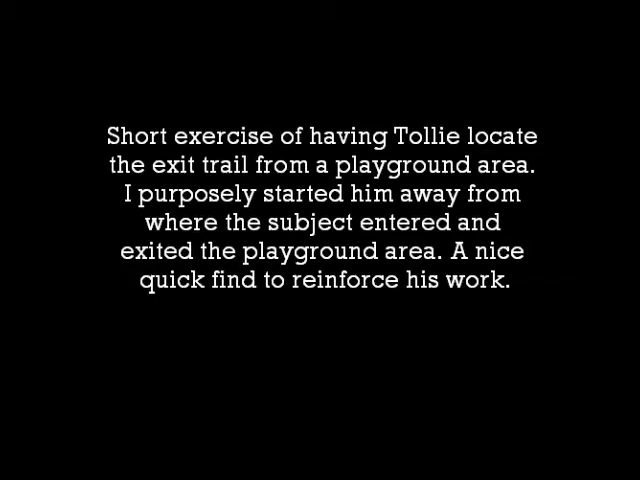 Short exercise of having Tollie locate
the exit trail from a playground area.
I purposely started him away from
where the subject entered and
exited the playground area. A nice
quick find to reinforce his work.